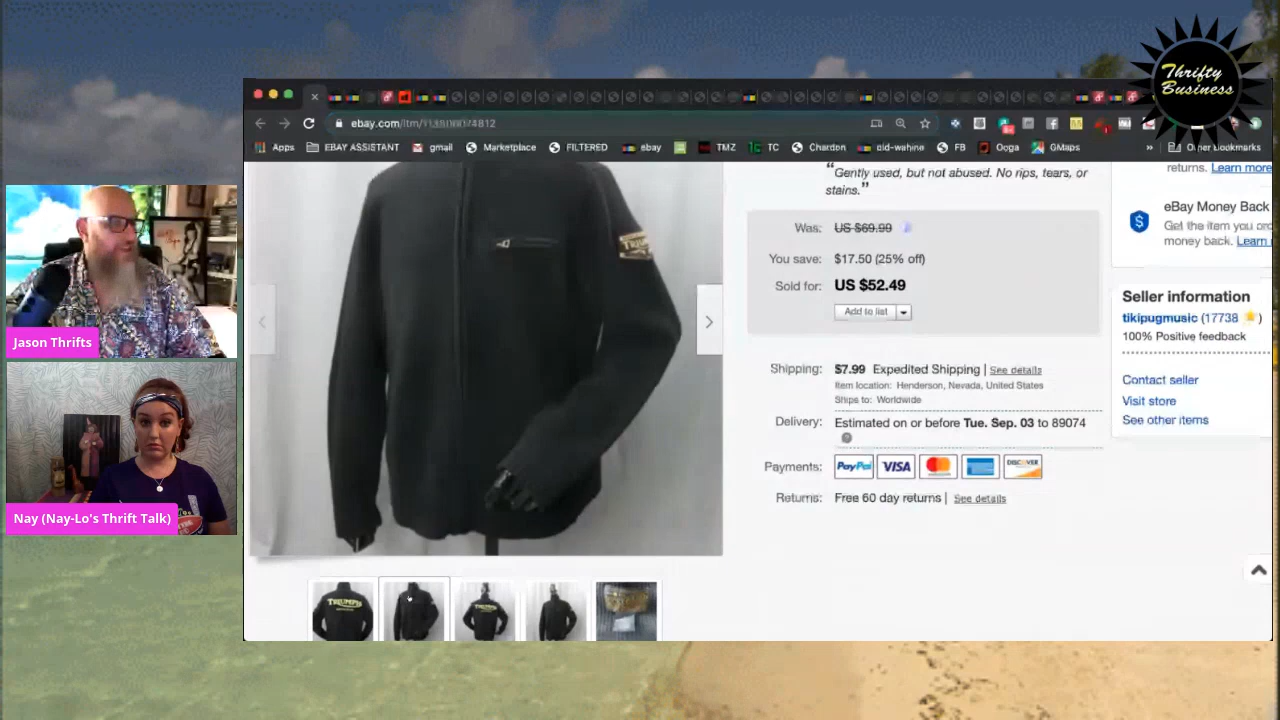 Thrifty
Business
ebay.com/itm/
Apps
EBAY ASSISTANT
gmail
Marketplace
FILTERED
ebay
TMZ
TC
Chardon
old-wahine
FB
Ooga
GMaps
»
Other Bookmarks
“Gently used, but not abused. No rips, tears, or
stains.”
Was: US $69.99
You save: $17.50 (25% off)
Sold for: US $52.49
Add to list
Shipping: $7.99 Expedited Shipping | See details
Item location: Henderson, Nevada, United States
Ships to: Worldwide
Delivery: Estimated on or before Tue. Sep. 03 to 89074
Payments: PayPal VISA MasterCard DISCOVER
Returns: Free 60 day returns | See details
returns. Learn more
eBay Money Back
Get the item you
money back. Learn
Seller information
tikipugmusic (17738 )
100% Positive feedback
Contact seller
Visit store
See other items
TRIUMPH
TRIUMPH
Jason Thrifts
Nay (Nay-Lo's Thrift Talk)